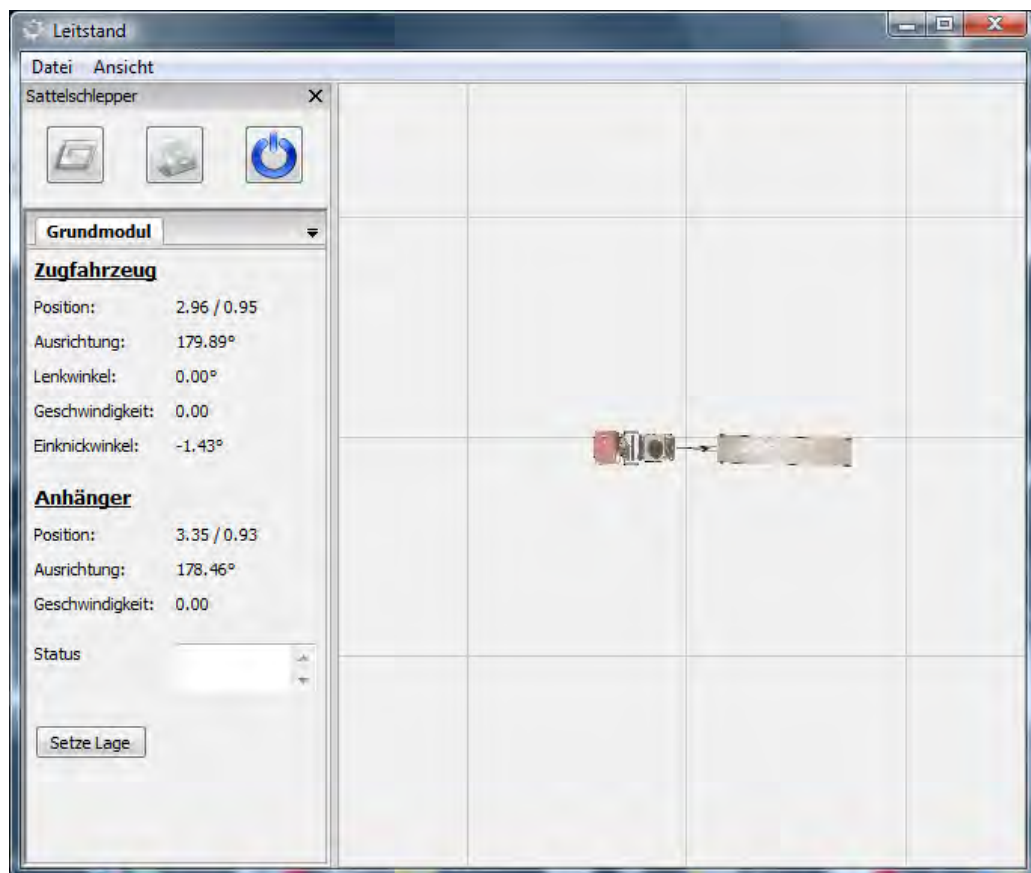 Leitstand
Datei Ansicht
Sattelschlepper
Grundmodul
Zugfahrzeug
Position: 2.96 / 0.95
Ausrichtung: 179.89°
Lenkwinkel: 0.00°
Geschwindigkeit: 0.00
Einknickwinkel: -1.43°
Anhänger
Position: 3.35 / 0.93
Ausrichtung: 178.46°
Geschwindigkeit: 0.00
Status
Setze Lage